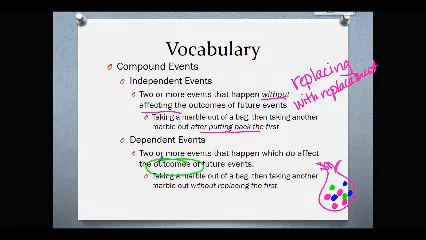 Vocabulary
Compound Events
Independent Events
Two or more events that happen without
affecting the outcomes of future events
Taking a marble out of a bag, then taking another
marble out after putting back the first
replacing
with replacement
Dependent Events
Two or more events that happen which do affect
the outcomes of future events.
Taking a marble out of a bag, then taking another
marble out without replacing the first